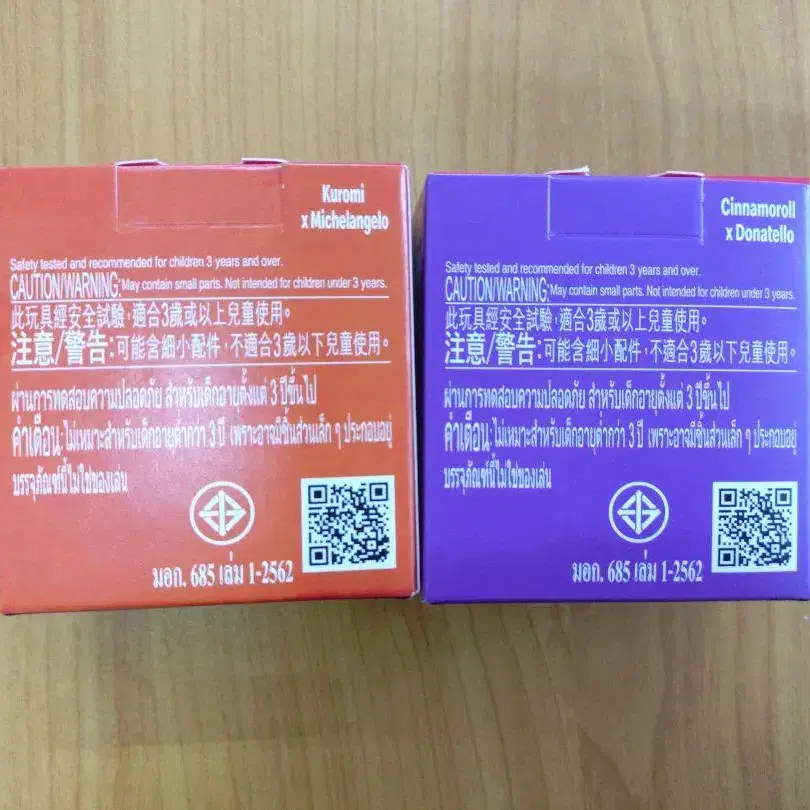 Kuromi
x Michelangelo
Safety tested and recommended for children 3 years and over.
CAUTION/WARNING: May contain small parts. Not intended for children under 3 years.
此玩具經安全試驗，適合3歲或以上兒童使用。
注意/警告: 可能含細小配件，不適合3歲以下兒童使用。
ผ่านการทดสอบความปลอดภัย สำหรับเด็กอายุตั้งแต่ 3 ปีขึ้นไป
คำเตือน: ไม่เหมาะสำหรับเด็กอายุต่ำกว่า 3 ปี เพราะอาจมีชิ้นส่วนเล็ก ๆ ประกอบอยู่
บรรจุภัณฑ์นี้ไม่ใช่ของเล่น
มอก. 685 เล่ม 1-2562
Cinnamoroll
x Donatello
Safety tested and recommended for children 3 years and over.
CAUTION/WARNING: May contain small parts. Not intended for children under 3 years.
此玩具經安全試驗，適合3歲或以上兒童使用。
注意/警告: 可能含細小配件，不適合3歲以下兒童使用。
ผ่านการทดสอบความปลอดภัย สำหรับเด็กอายุตั้งแต่ 3 ปีขึ้นไป
คำเตือน: ไม่เหมาะสำหรับเด็กอายุต่ำกว่า 3 ปี เพราะอาจมีชิ้นส่วนเล็ก ๆ ประกอบอยู่
บรรจุภัณฑ์นี้ไม่ใช่ของเล่น
มอก. 685 เล่ม 1-2562